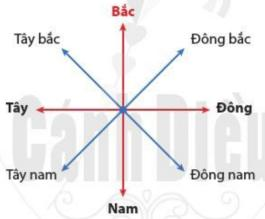 Bắc
Tây bắc
Đông bắc
Tây
Đông
Cánh Diều
Tây nam
Đông nam
Nam